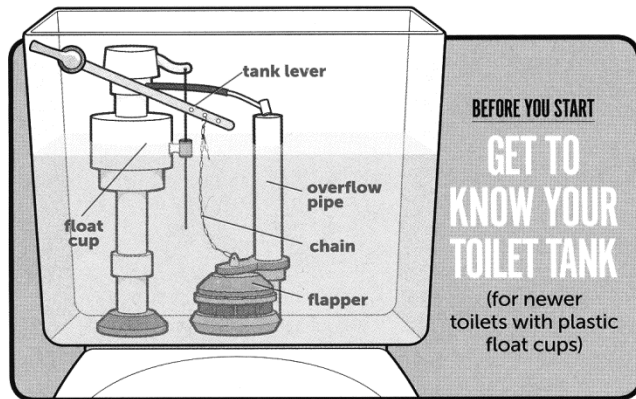 tank lever
float
cup
overflow
pipe
chain
flapper
BEFORE YOU START
GET TO
KNOW YOUR
TOILET TANK
(for newer
toilets with plastic
float cups)